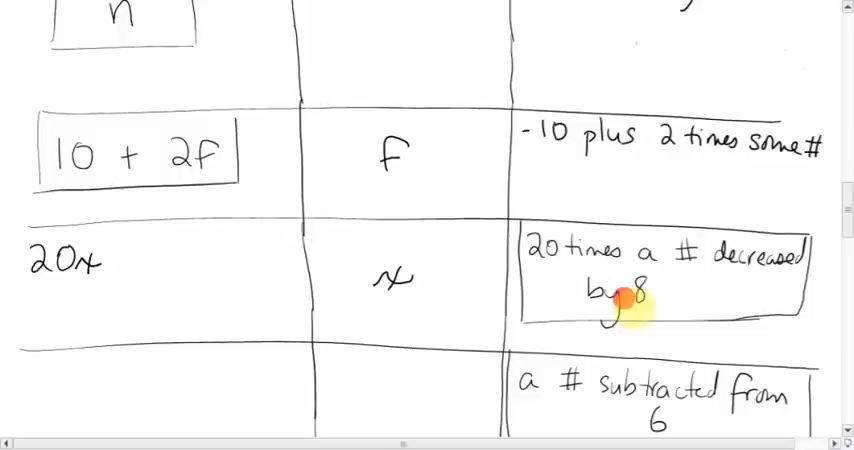 n
10 + 2f
f
-10 plus 2 times some #
20x
x
20 times a # decreased
by 8
a # subtracted from
6